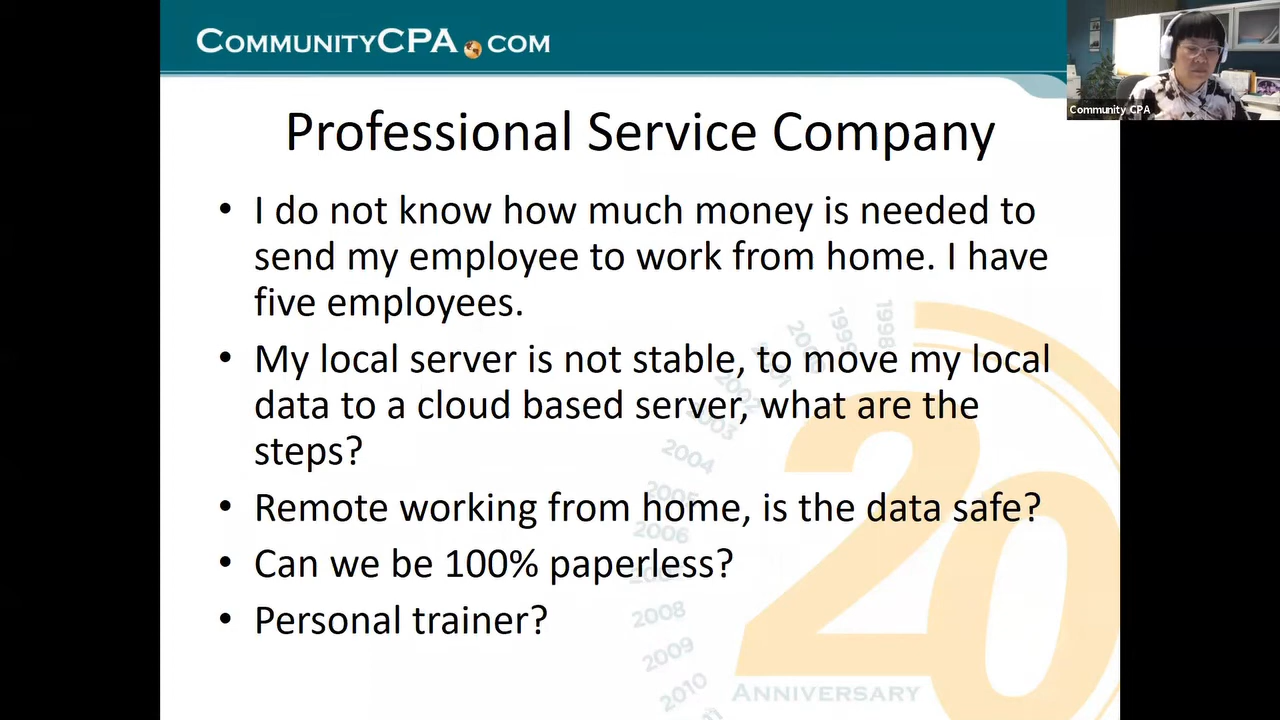 COMMUNITYCPA.COM
Community CPA
Professional Service Company
• I do not know how much money is needed to
send my employee to work from home. I have
five employees.
• My local server is not stable, to move my local
data to a cloud based server, what are the
steps?
• Remote working from home, is the data safe?
• Can we be 100% paperless?
• Personal trainer?
1998
1999
2002
2003
2004
2005
2006
2008
2009
2010
20
ANNIVERSARY